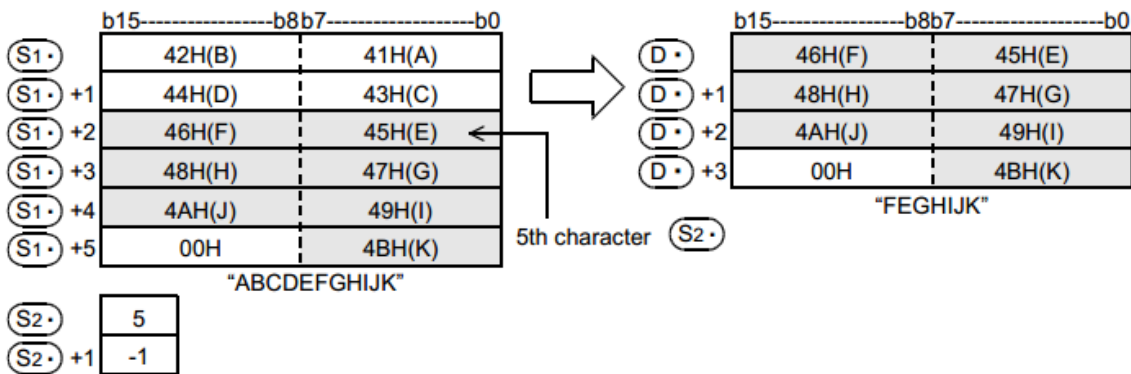 b15-----------------b8b7--------------------b0
S1· 42H(B) 41H(A)
S1· +1 44H(D) 43H(C)
S1· +2 46H(F) 45H(E)
S1· +3 48H(H) 47H(G)
S1· +4 4AH(J) 49H(I)
S1· +5 00H 4BH(K)
"ABCDEFGHIJK"
5th character S2·
S2· 5
S2· +1 -1
b15-----------------b8b7--------------------b0
D· 46H(F) 45H(E)
D· +1 48H(H) 47H(G)
D· +2 4AH(J) 49H(I)
D· +3 00H 4BH(K)
"FEGHIJK"